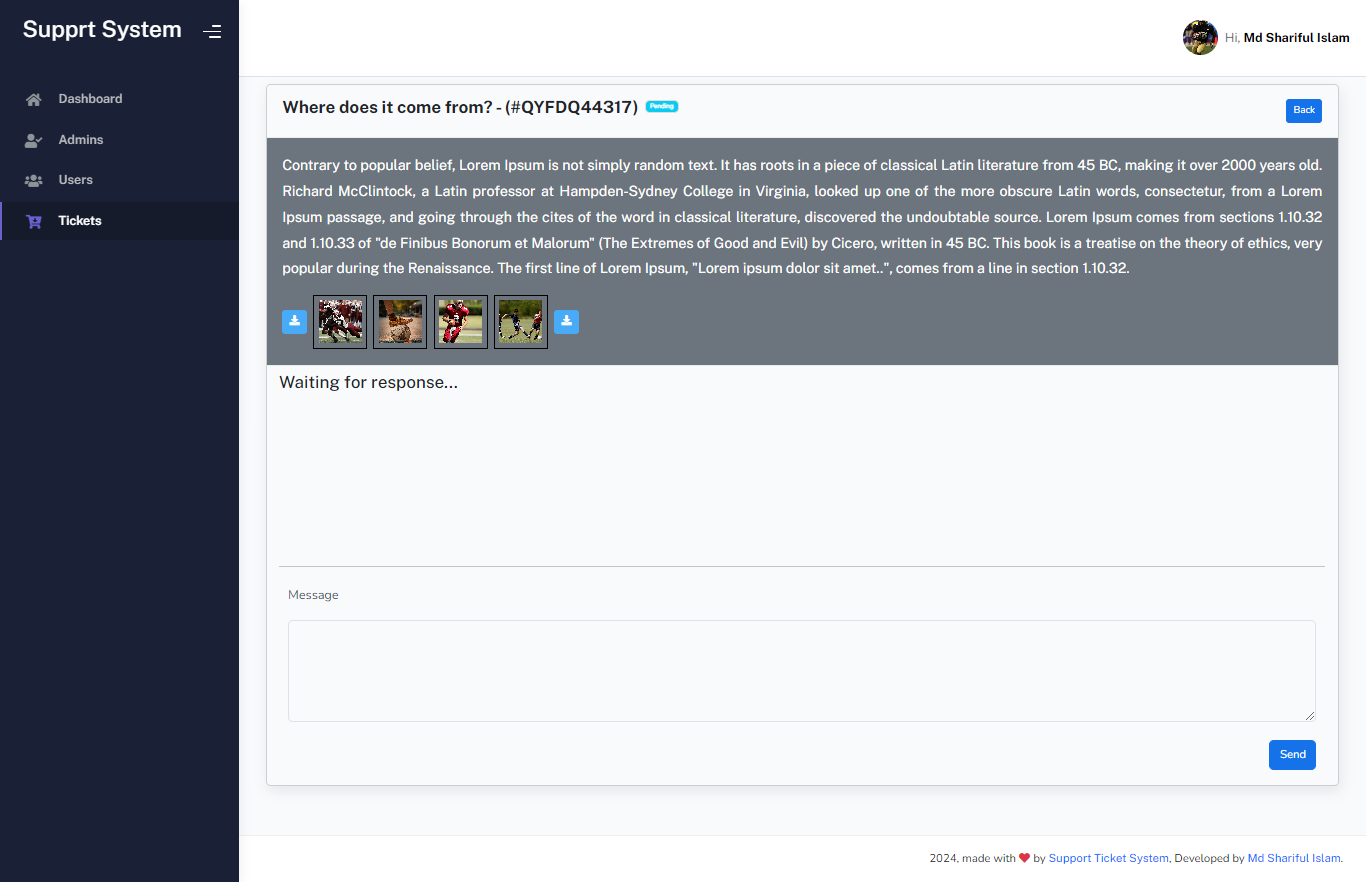 Supprt System
Hi, Md Shariful Islam
Dashboard
Admins
Users
Tickets
Where does it come from? - (#QYFDQ44317) Pending
Back
Contrary to popular belief, Lorem Ipsum is not simply random text. It has roots in a piece of classical Latin literature from 45 BC, making it over 2000 years old.
Richard McClintock, a Latin professor at Hampden-Sydney College in Virginia, looked up one of the more obscure Latin words, consectetur, from a Lorem
Ipsum passage, and going through the cites of the word in classical literature, discovered the undoubtable source. Lorem Ipsum comes from sections 1.10.32
and 1.10.33 of "de Finibus Bonorum et Malorum" (The Extremes of Good and Evil) by Cicero, written in 45 BC. This book is a treatise on the theory of ethics, very
popular during the Renaissance. The first line of Lorem Ipsum, "Lorem ipsum dolor sit amet..", comes from a line in section 1.10.32.
Waiting for response...
Message
Send
2024, made with ❤ by Support Ticket System, Developed by Md Shariful Islam.